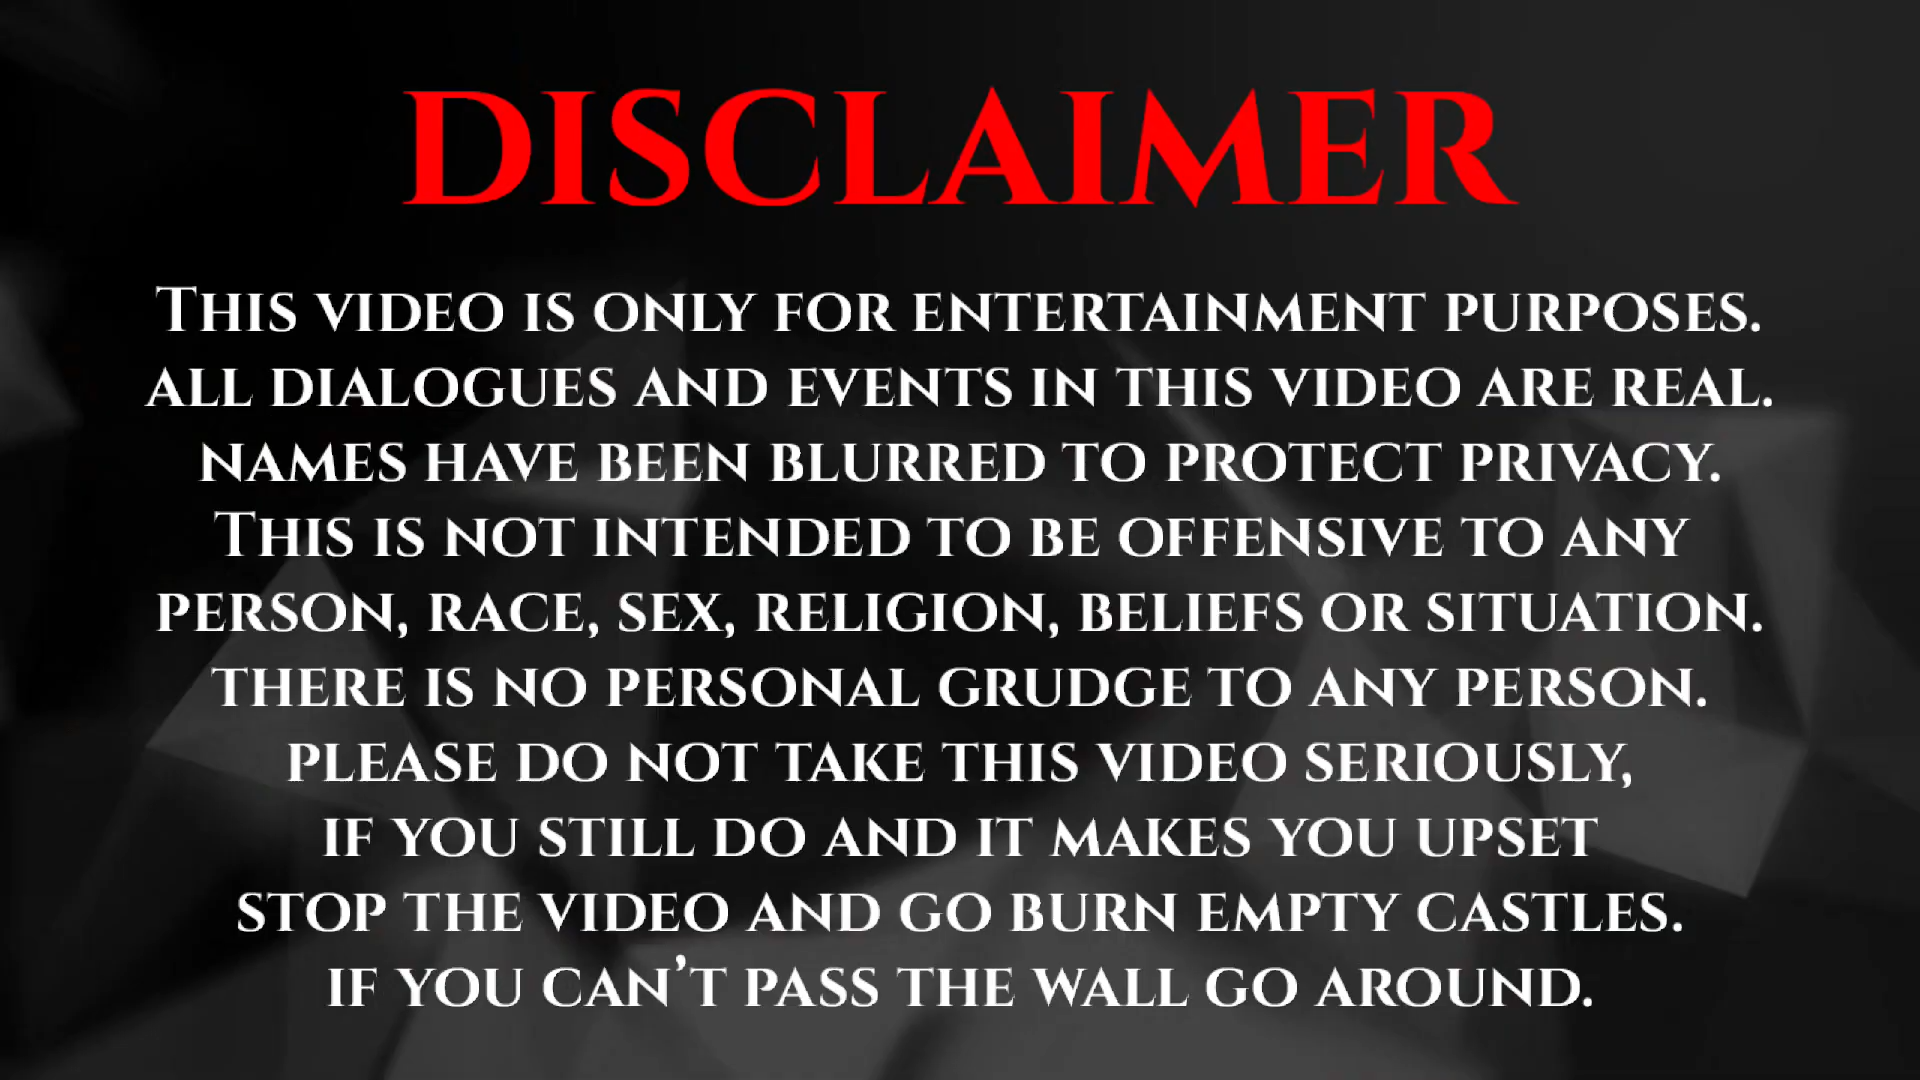 DISCLAIMER
This video is only for entertainment purposes.
all dialogues and events in this video are real.
names have been blurred to protect privacy.
This is not intended to be offensive to any
person, race, sex, religion, beliefs or situation.
there is no personal grudge to any person.
please do not take this video seriously,
if you still do and it makes you upset
stop the video and go burn empty castles.
if you can't pass the wall go around.